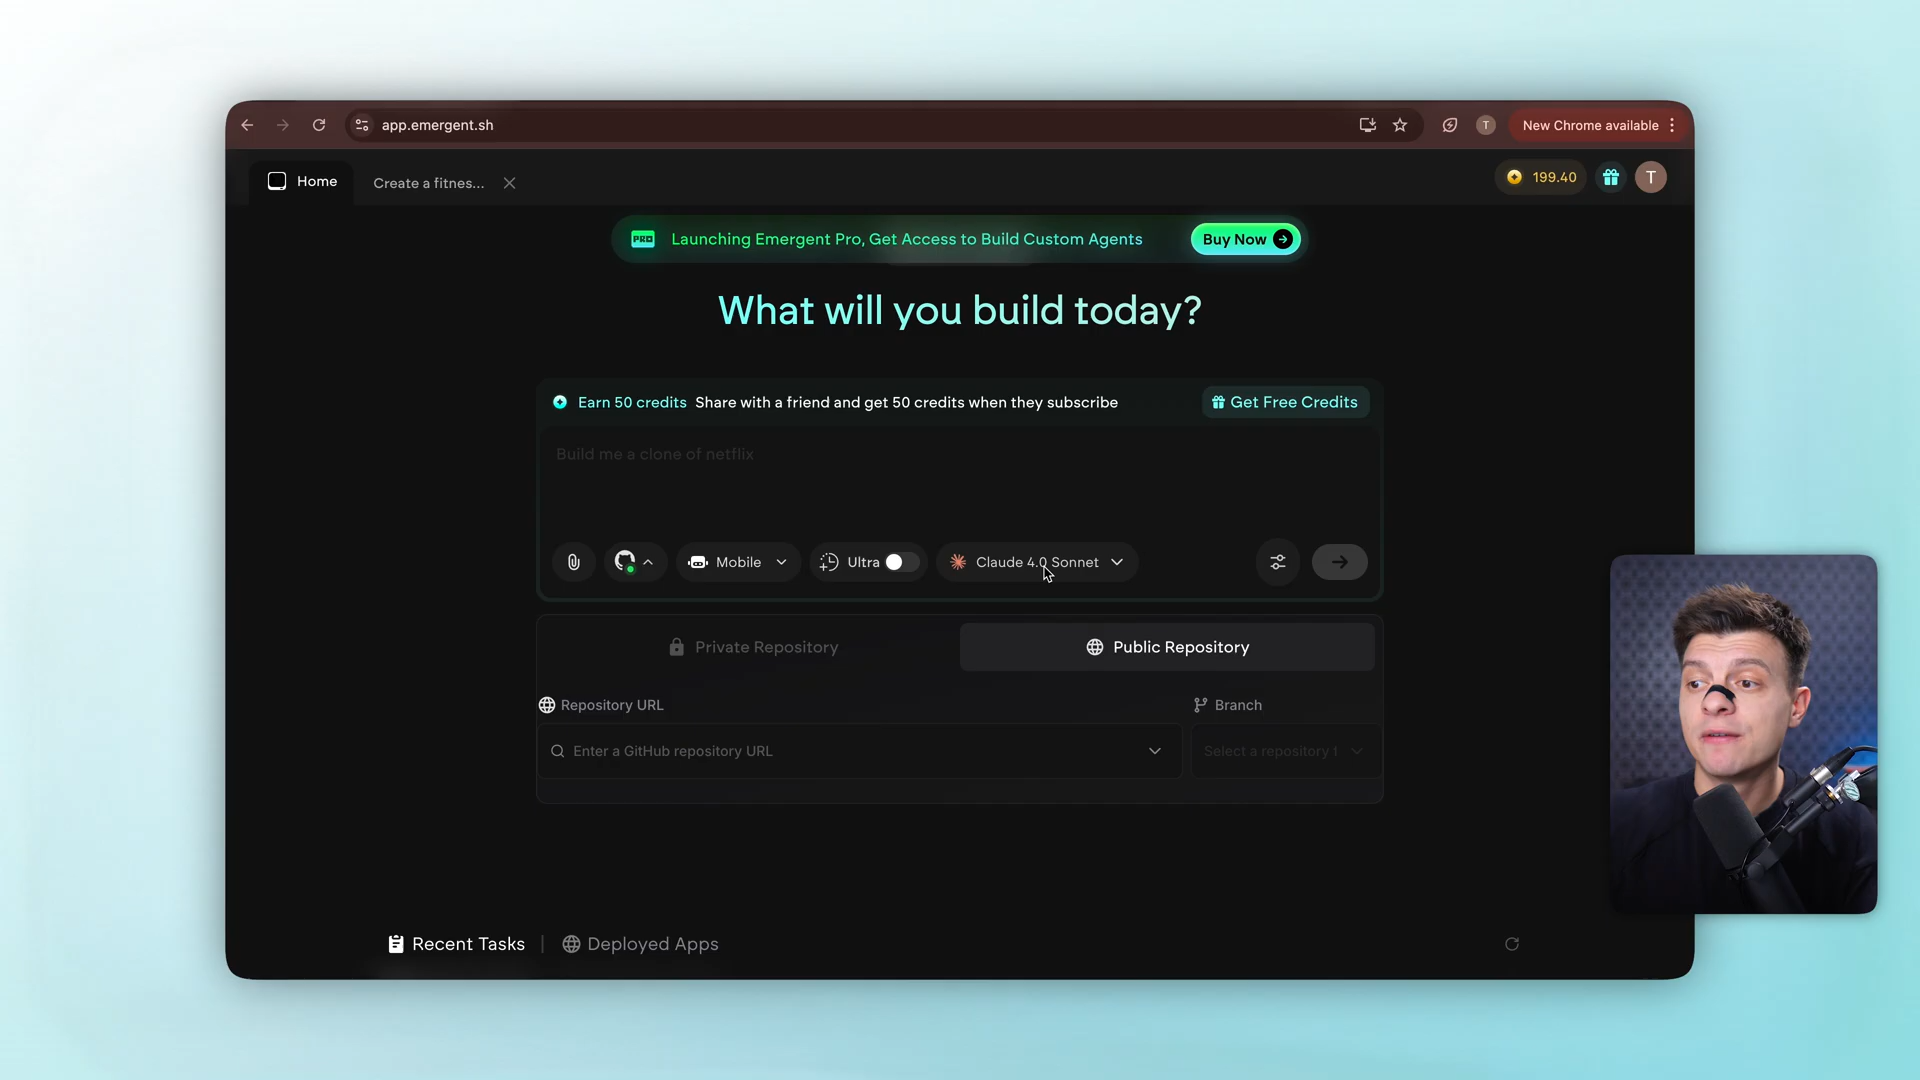 app.emergent.sh
T
New Chrome available
Home
Create a fitnes...
199.40
T
PRO
Launching Emergent Pro, Get Access to Build Custom Agents
Buy Now
What will you build today?
Earn 50 credits Share with a friend and get 50 credits when they subscribe
Get Free Credits
Build me a clone of netflix
Mobile
Ultra
Claude 4.0 Sonnet
Private Repository
Public Repository
Repository URL
Branch
Enter a GitHub repository URL
Select a repository f
Recent Tasks
Deployed Apps